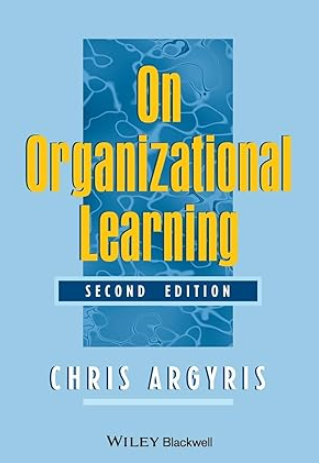 On
Organizational
Learning
SECOND EDITION
CHRIS ARGYRIS
WILEY Blackwell